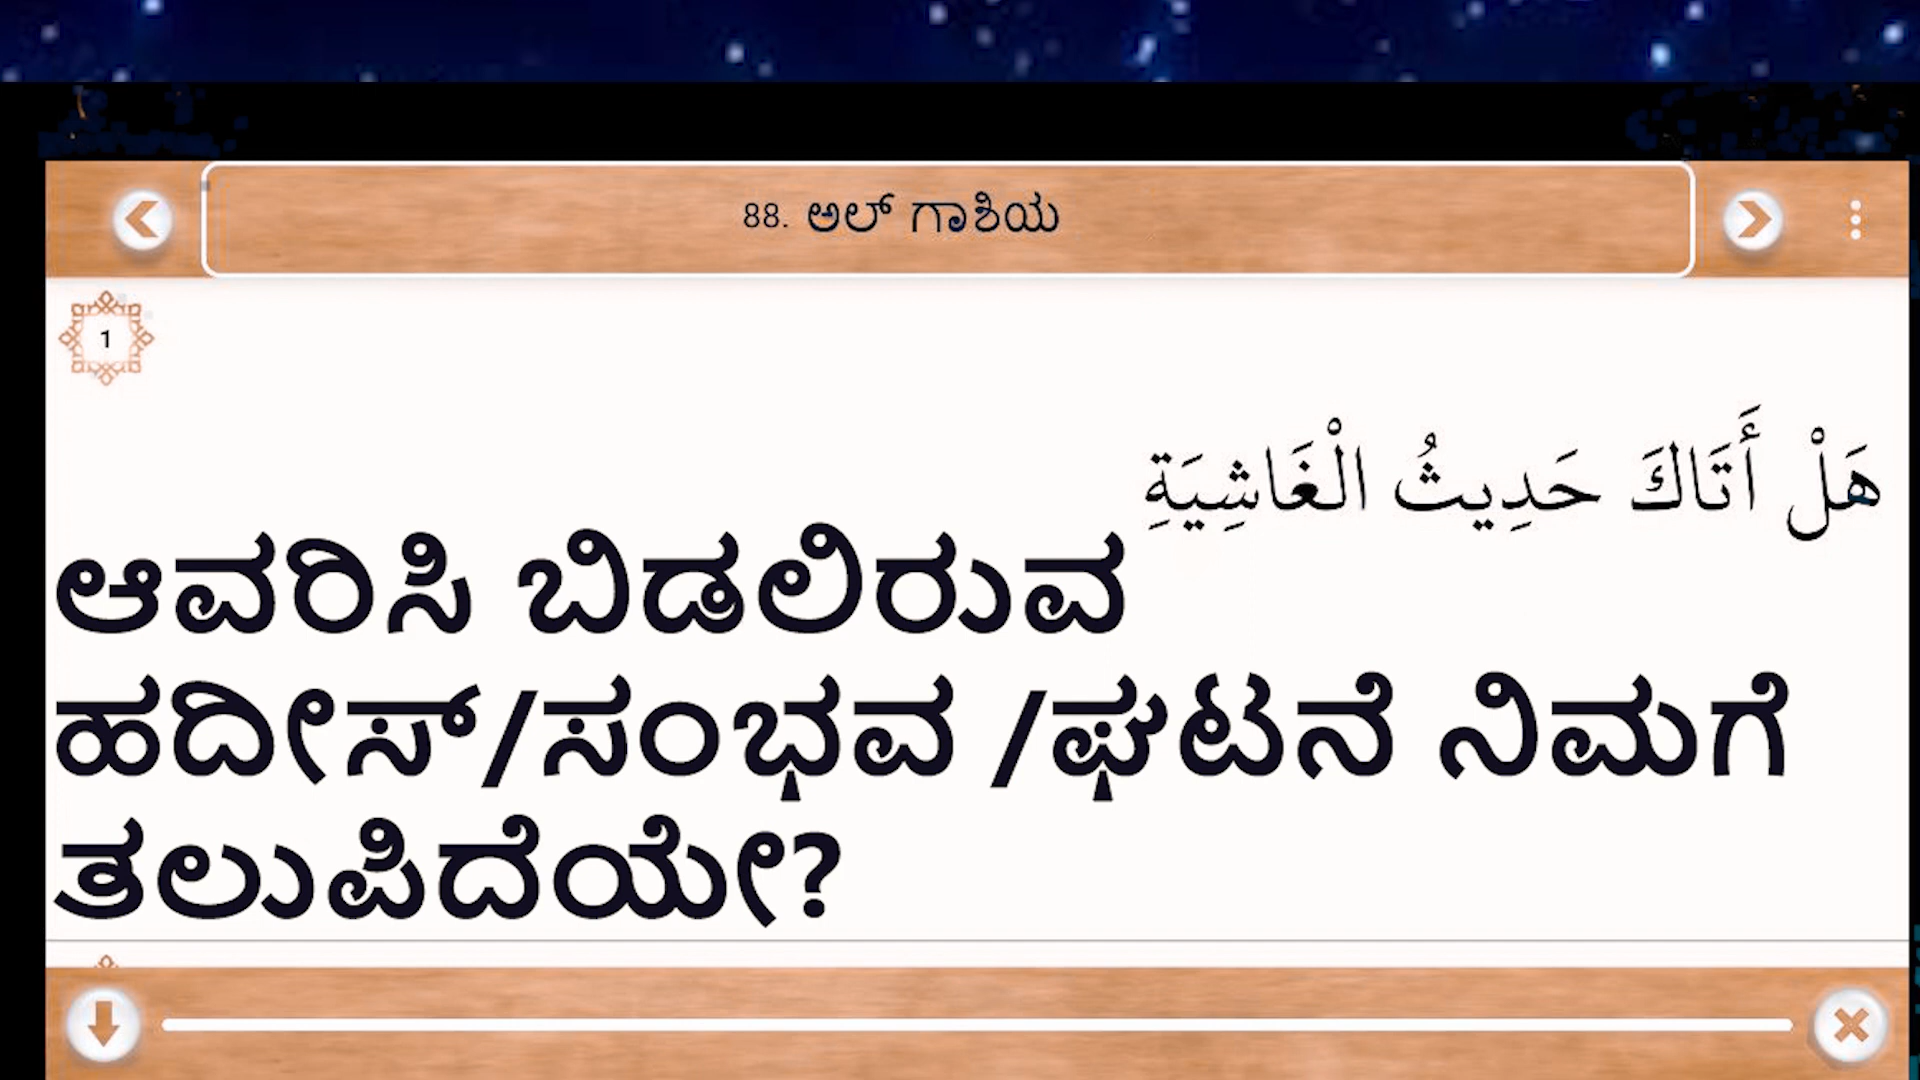 88. ಅಲ್ ಗಾಶಿಯ
1
هَلْ أَتَاكَ حَدِيثُ الْغَاشِيَةِ
ಆವರಿಸಿ ಬಿಡಲಿರುವ
ಹದೀಸ್/ಸಂಭವ /ಘಟನೆ ನಿಮಗೆ
ತಲುಪಿದೆಯೇ?